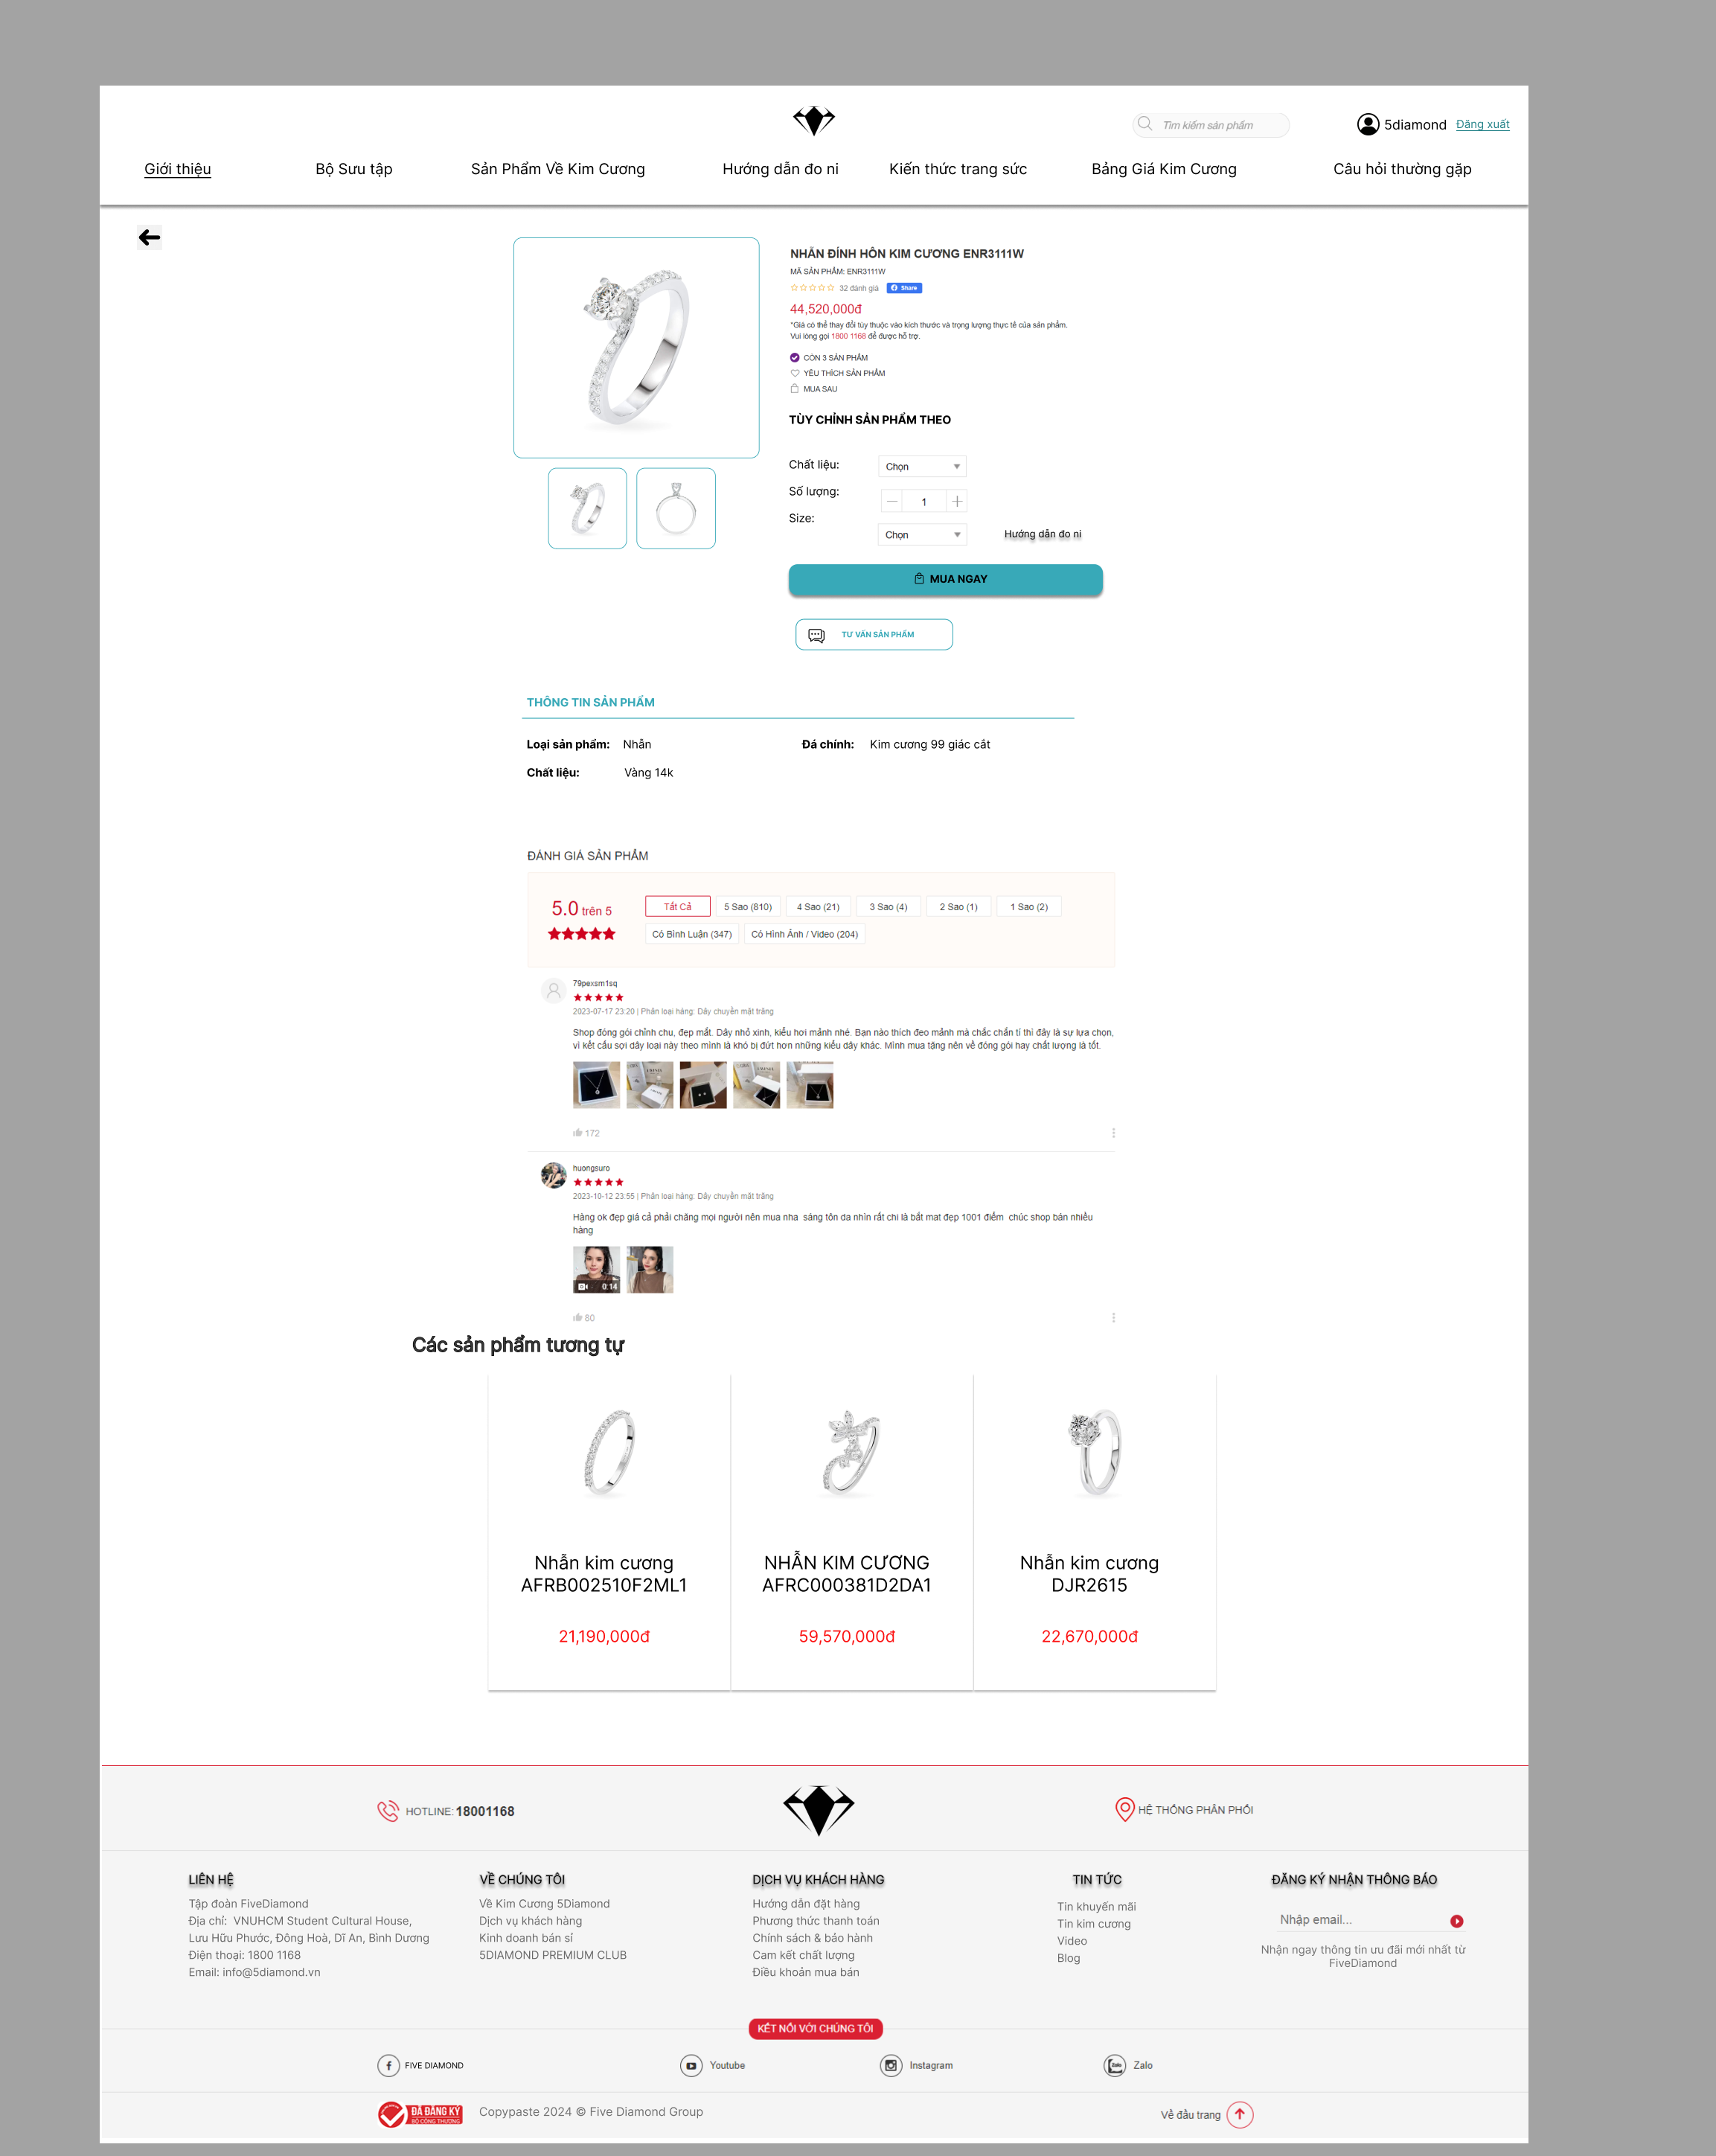 Tìm kiếm sản phẩm
5diamond Đăng xuất
Giới thiệu Bộ Sưu tập Sản Phẩm Về Kim Cương Hướng dẫn đo ni Kiến thức trang sức Bảng Giá Kim Cương Câu hỏi thường gặp
NHẪN ĐÍNH HÔN KIM CƯƠNG ENR3111W
MÃ SẢN PHẨM: ENR3111W
32 đánh giá Share
44,520,000đ
*Giá có thể thay đổi tùy thuộc vào kích thước và trọng lượng thực tế của sản phẩm.
Vui lòng gọi 1800 1168 để được hỗ trợ.
CÒN 3 SẢN PHẨM
YÊU THÍCH SẢN PHẨM
MUA SAU
TÙY CHỈNH SẢN PHẨM THEO
Chất liệu: Chọn
Số lượng: 1
Size: Chọn Hướng dẫn đo ni
MUA NGAY
TƯ VẤN SẢN PHẨM
THÔNG TIN SẢN PHẨM
Loại sản phẩm: Nhẫn Đá chính: Kim cương 99 giác cắt
Chất liệu: Vàng 14k
ĐÁNH GIÁ SẢN PHẨM
5.0 trên 5
Tất Cả 5 Sao (810) 4 Sao (21) 3 Sao (4) 2 Sao (1) 1 Sao (2)
Có Bình Luận (347) Có Hình Ảnh / Video (204)
79pexsm1sq
2023-07-17 23:20 | Phân loại hàng: Dây chuyền mặt trăng
Shop đóng gói chỉnh chu, đẹp mắt. Dây nhỏ xinh, kiểu hơi mảnh nhé. Bạn nào thích đeo mảnh mà chắc chắn tí thì đây là sự lựa chọn,
vì kết cấu sợi dây loại này theo mình là khó bị đứt hơn những kiểu dây khác. Mình mua tặng nên về đóng gói hay chất lượng là tốt.
172
huongsuro
2023-10-12 23:55 | Phân loại hàng: Dây chuyền mặt trăng
Hàng ok đẹp giá cả phải chăng mọi người nên mua nha sáng tôn da nhìn rất chi là bắt mat đẹp 1001 điểm chúc shop bán nhiều
hàng
0:14
80
Các sản phẩm tương tự
Nhẫn kim cương
AFRB002510F2ML1
21,190,000đ
NHẪN KIM CƯƠNG
AFRC000381D2DA1
59,570,000đ
Nhẫn kim cương
DJR2615
22,670,000đ
HOTLINE: 18001168
HỆ THỐNG PHÂN PHỐI
LIÊN HỆ
Tập đoàn FiveDiamond
Địa chỉ: VNUHCM Student Cultural House,
Lưu Hữu Phước, Đông Hoà, Dĩ An, Bình Dương
Điện thoại: 1800 1168
Email: info@5diamond.vn
VỀ CHÚNG TÔI
Về Kim Cương 5Diamond
Dịch vụ khách hàng
Kinh doanh bán sỉ
5DIAMOND PREMIUM CLUB
DỊCH VỤ KHÁCH HÀNG
Hướng dẫn đặt hàng
Phương thức thanh toán
Chính sách & bảo hành
Cam kết chất lượng
Điều khoản mua bán
TIN TỨC
Tin khuyến mãi
Tin kim cương
Video
Blog
ĐĂNG KÝ NHẬN THÔNG BÁO
Nhập email...
Nhận ngay thông tin ưu đãi mới nhất từ
FiveDiamond
KẾT NỐI VỚI CHÚNG TÔI
FIVE DIAMOND Youtube Instagram Zalo
ĐÃ ĐĂNG KÝ
BỘ CÔNG THƯƠNG
Copypaste 2024 © Five Diamond Group
Về đầu trang